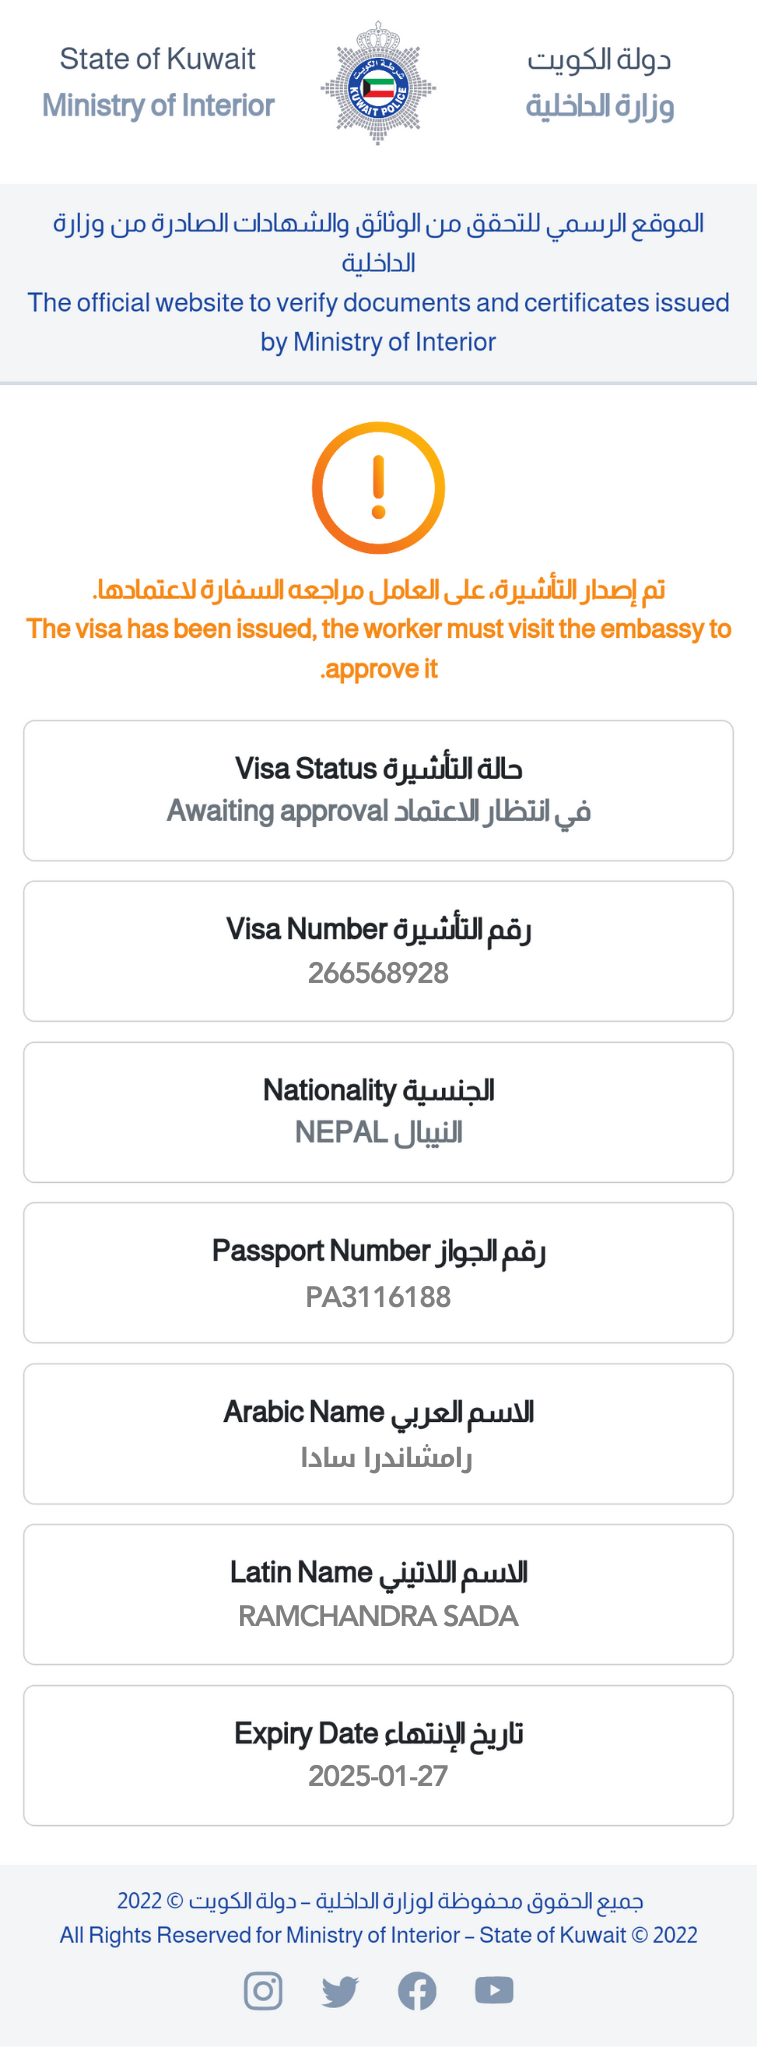 State of Kuwait
Ministry of Interior
شرطة الكويت
KUWAIT POLICE
دولة الكويت
وزارة الداخلية
الموقع الرسمي للتحقق من الوثائق والشهادات الصادرة من وزارة
الداخلية
The official website to verify documents and certificates issued
by Ministry of Interior
تم إصدار التأشيرة، على العامل مراجعه السفارة لاعتمادها.
The visa has been issued, the worker must visit the embassy to
.approve it
Visa Status حالة التأشيرة
Awaiting approval في انتظار الاعتماد
Visa Number رقم التأشيرة
266568928
Nationality الجنسية
NEPAL النيبال
Passport Number رقم الجواز
PA3116188
Arabic Name الاسم العربي
رامشاندرا سادا
Latin Name الاسم اللاتيني
RAMCHANDRA SADA
Expiry Date تاريخ الإنتهاء
2025-01-27
جميع الحقوق محفوظة لوزارة الداخلية – دولة الكويت © 2022
All Rights Reserved for Ministry of Interior – State of Kuwait © 2022